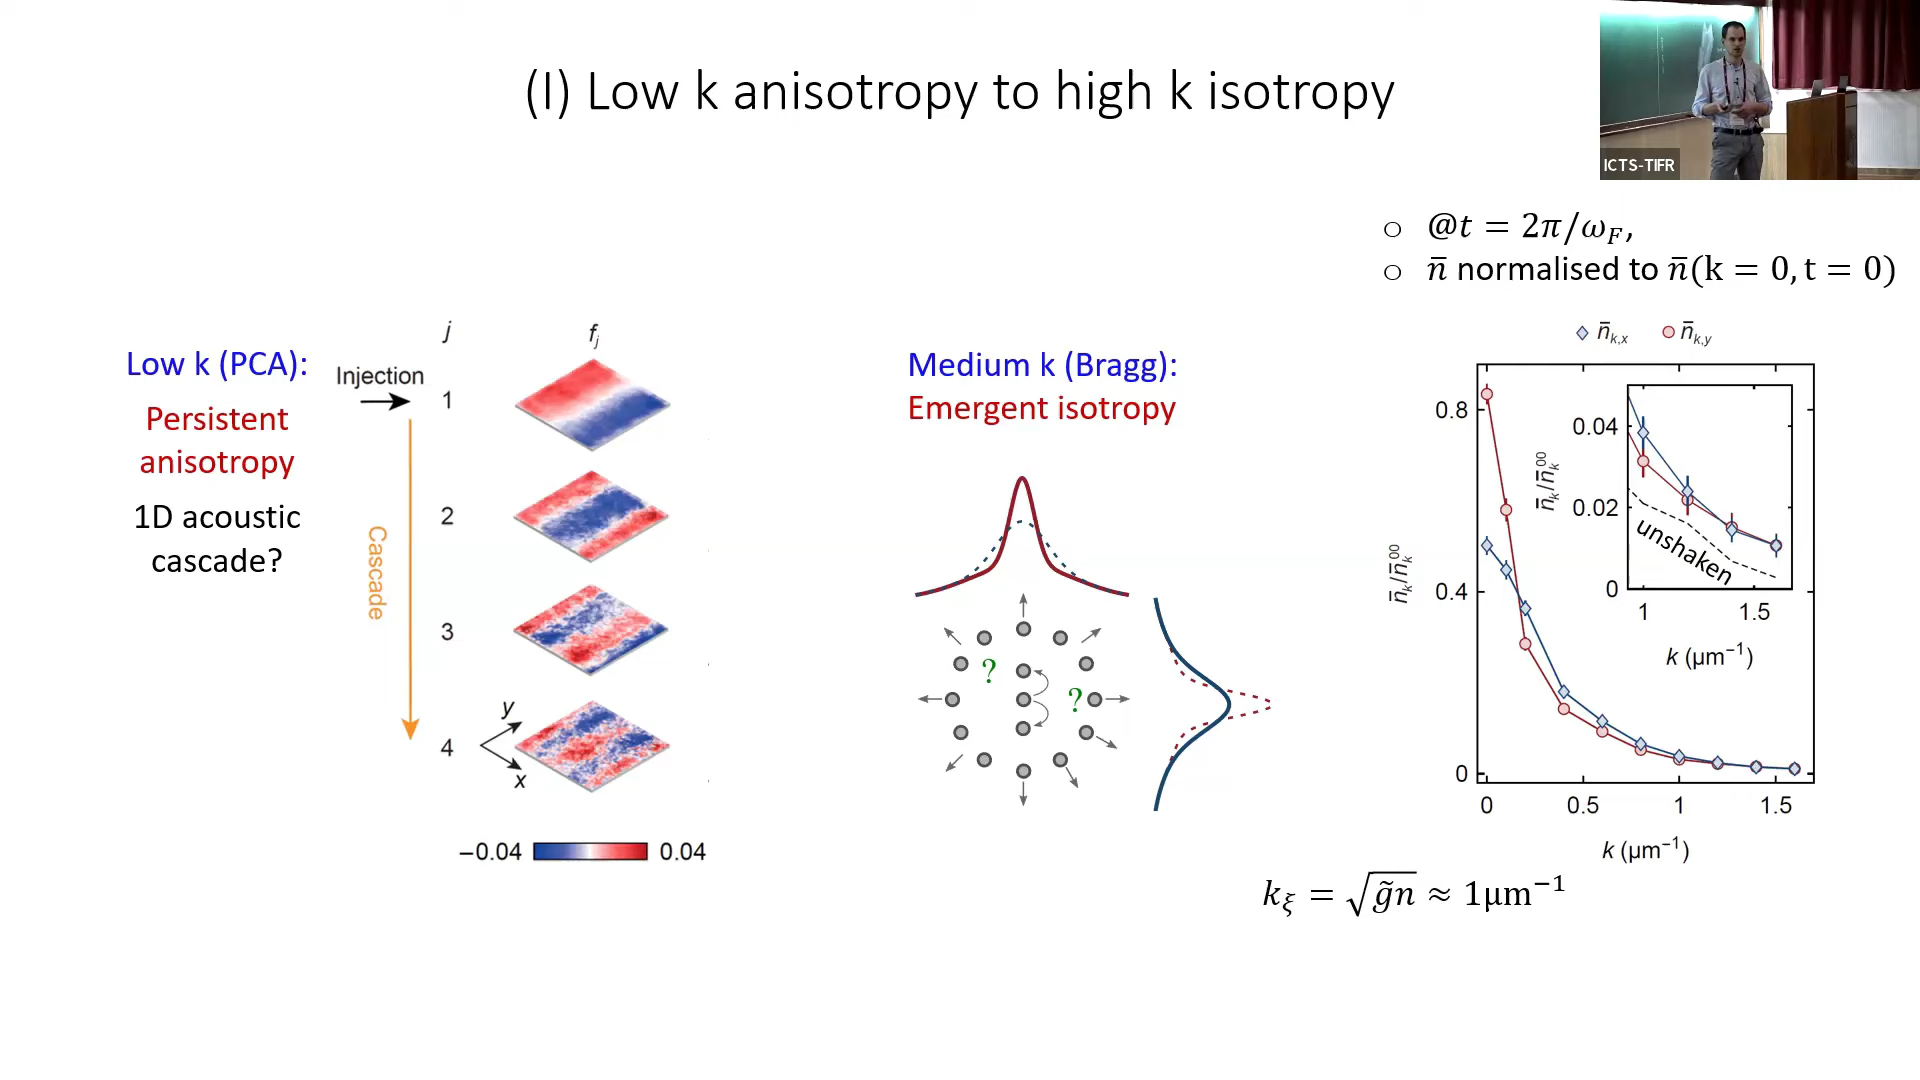 (I) Low k anisotropy to high k isotropy
ICTS-TIFR
○ @t = 2π/ω_F,
○ n̄ normalised to n̄(k = 0, t = 0)
Low k (PCA):
Persistent
anisotropy
1D acoustic
cascade?
j
f_j
Injection
1
2
3
4
Cascade
y
x
−0.04
0.04
Medium k (Bragg):
Emergent isotropy
?
?
n̄_{k,x}
n̄_{k,y}
n̄_k/n̄_k^{00}
0.8
0.4
0
0
0.5
1
1.5
k (μm⁻¹)
n̄_k/n̄_k^{00}
0.04
0.02
0
unshaken
1
1.5
k (μm⁻¹)
k_ξ = √(g̃n) ≈ 1μm⁻¹